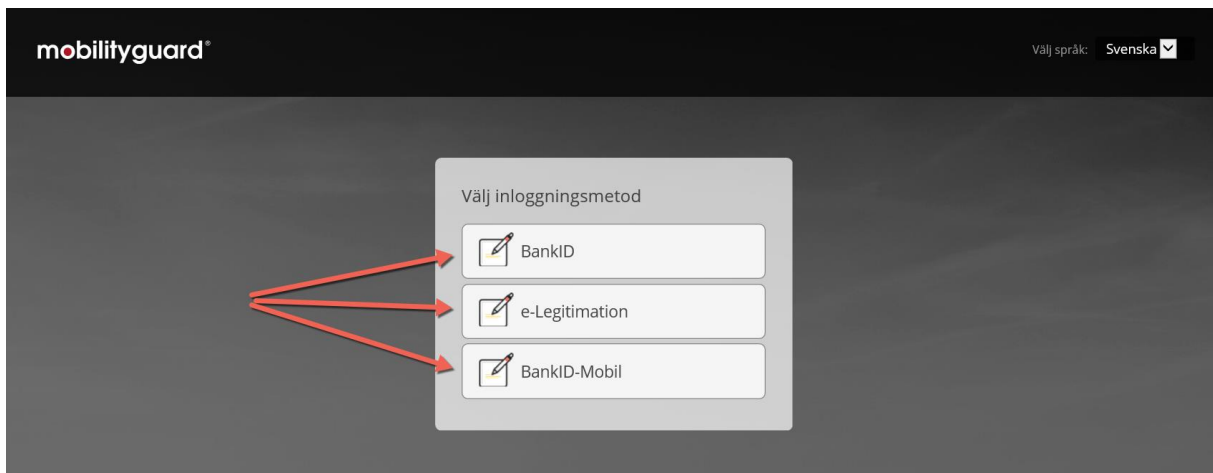 mobilityguard®
Välj språk: Svenska
Välj inloggningsmetod
BankID
e-Legitimation
BankID-Mobil